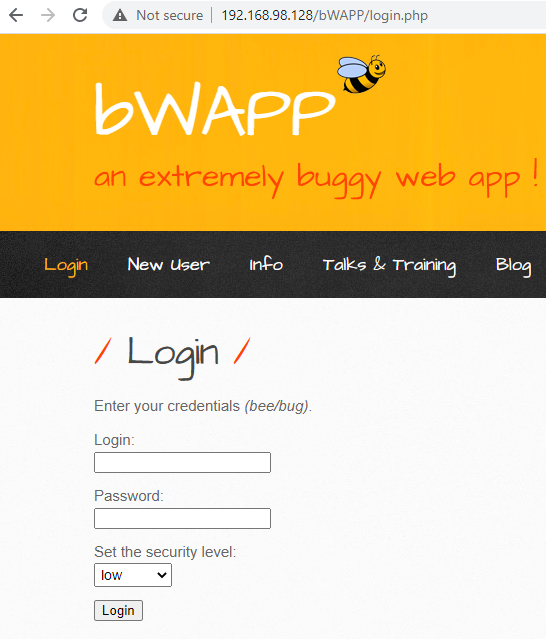 Not secure | 192.168.98.128/bWAPP/login.php
bWAPP
an extremely buggy web app !
Login New User Info Talks & Training Blog
/ Login /
Enter your credentials (bee/bug).
Login:
Password:
Set the security level:
low
Login